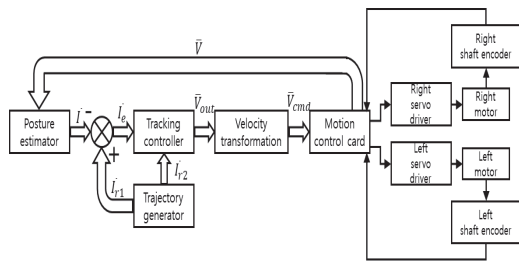 V̄
Right
shaft encoder
Right
servo
driver
Right
motor
Posture
estimator
İ
−
İe
+
Tracking
controller
V̄out
Velocity
transformation
V̄cmd
Motion
control card
İr1
İr2
Trajectory
generator
Left
servo
driver
Left
motor
Left
shaft encoder